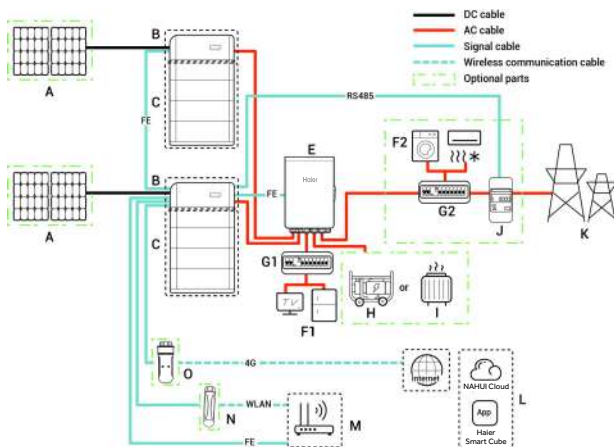 DC cable
AC cable
Signal cable
Wireless communication cable
Optional parts
A
B
C
FE
RS485
E
Haier
F2
G2
J
K
A
B
C
FE
G1
TV
F1
H
or
I
O
4G
Internet
N
WLAN
FE
M
NAHUI Cloud
App
Haier
Smart Cube
L